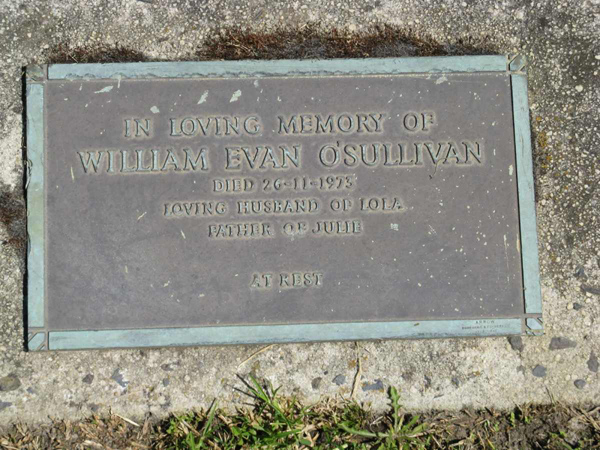 IN LOVING MEMORY OF
WILLIAM EVAN O'SULLIVAN
DIED 26-11-1973
LOVING HUSBAND OF LOLA
FATHER OF JULIE
AT REST